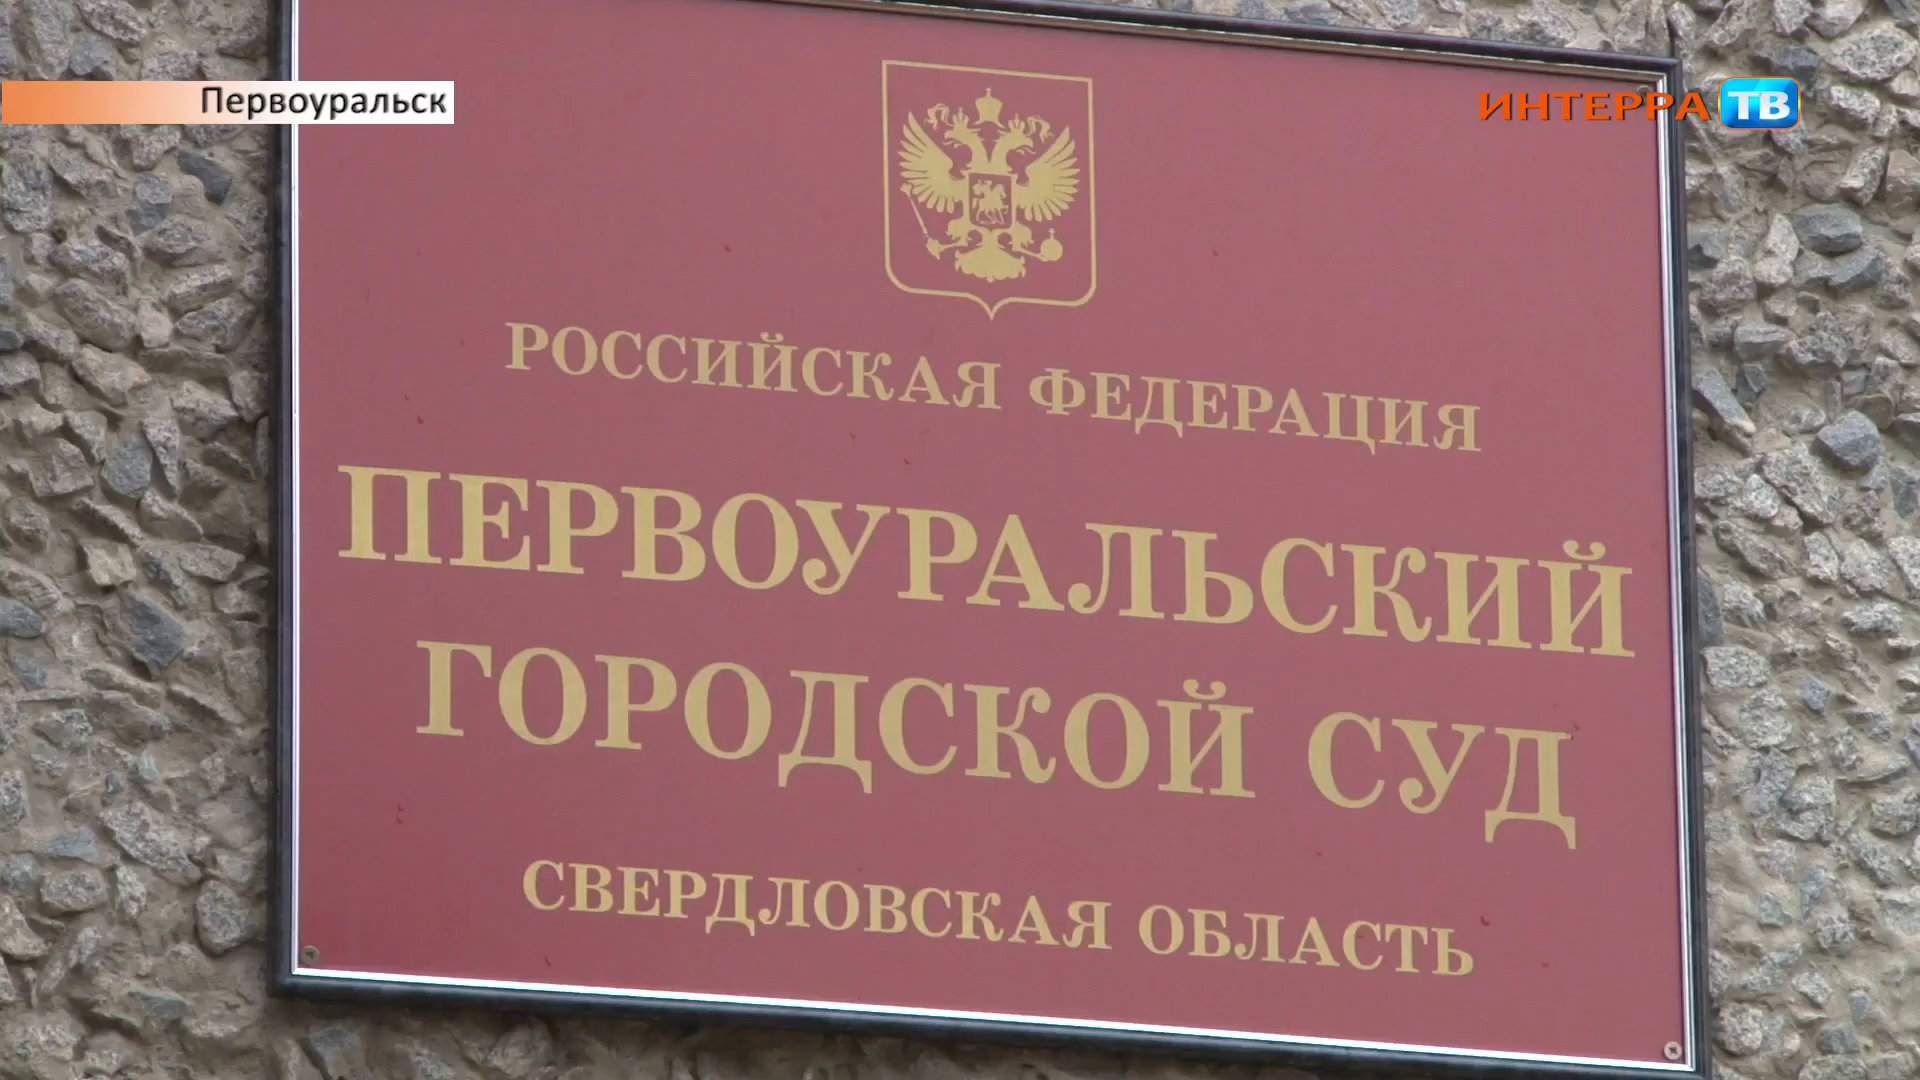 Первоуральск
ИНТЕРРА ТВ
РОССИЙСКАЯ ФЕДЕРАЦИЯ
ПЕРВОУРАЛЬСКИЙ
ГОРОДСКОЙ СУД
СВЕРДЛОВСКАЯ ОБЛАСТЬ